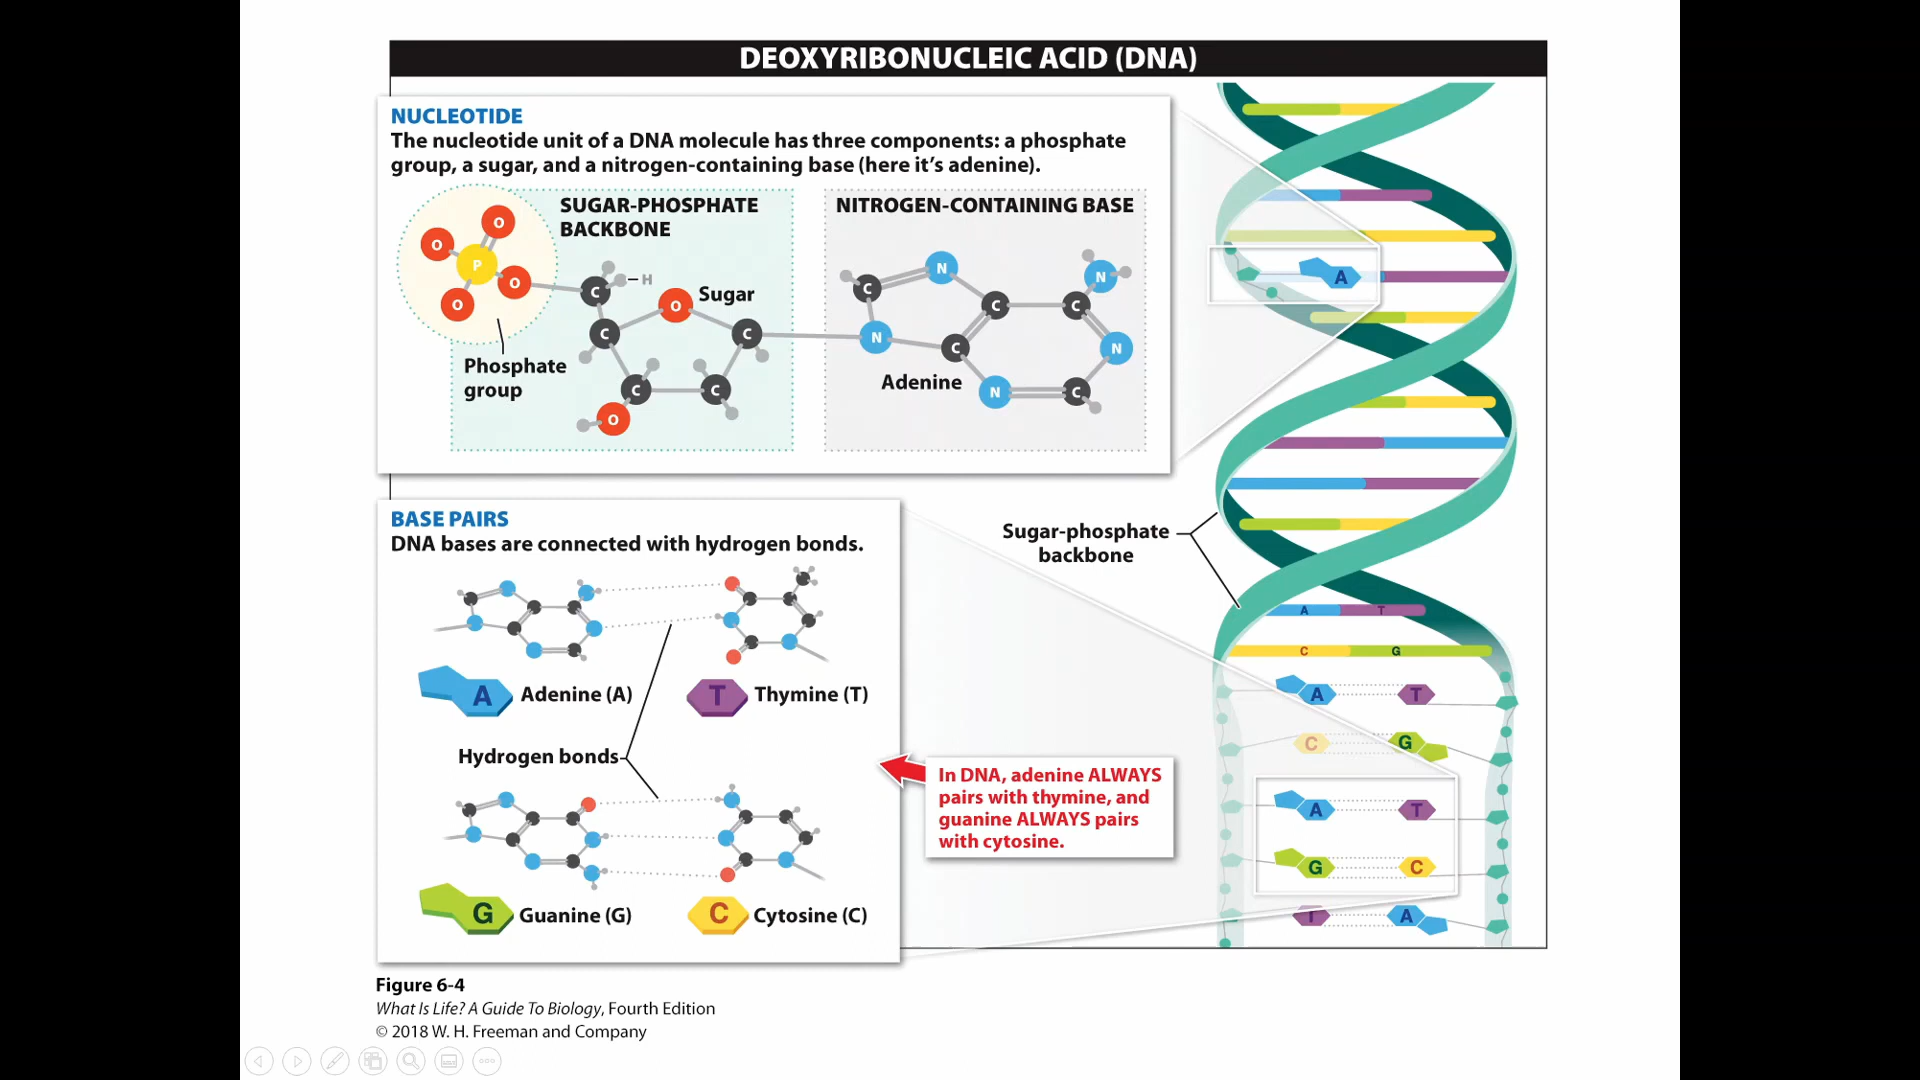 DEOXYRIBONUCLEIC ACID (DNA)
NUCLEOTIDE
The nucleotide unit of a DNA molecule has three components: a phosphate
group, a sugar, and a nitrogen-containing base (here it's adenine).
SUGAR-PHOSPHATE
BACKBONE
NITROGEN-CONTAINING BASE
O
O
P
O
O
C
H
O
Sugar
C
C
C
C
O
Phosphate
group
C
N
N
C
C
C
N
N
N
C
Adenine
A
BASE PAIRS
DNA bases are connected with hydrogen bonds.
A
Adenine (A)
T
Thymine (T)
Hydrogen bonds
G
Guanine (G)
C
Cytosine (C)
In DNA, adenine ALWAYS
pairs with thymine, and
guanine ALWAYS pairs
with cytosine.
Sugar-phosphate
backbone
A T
C G
A T
C G
A T
G C
T A
Figure 6-4
What Is Life? A Guide To Biology, Fourth Edition
© 2018 W. H. Freeman and Company